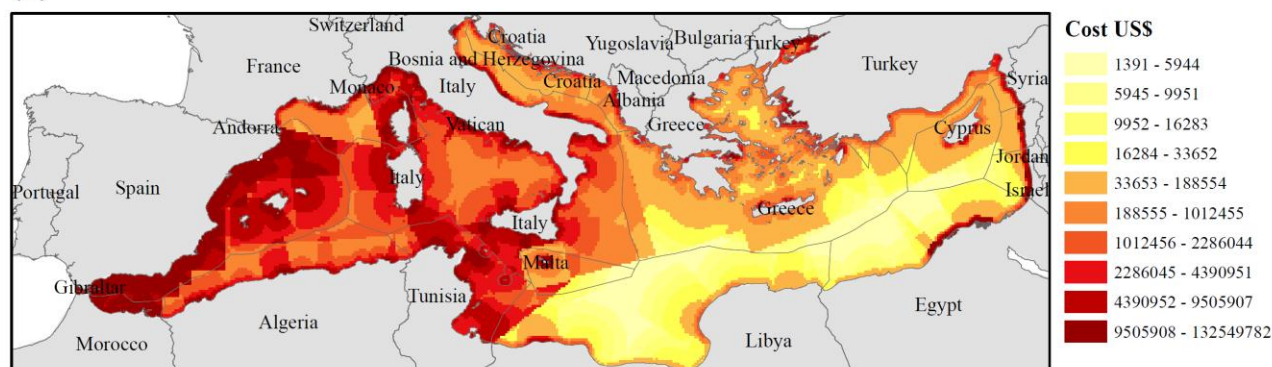 Switzerland
Croatia
Yugoslavia
Bulgaria
Turkey
Bosnia and Herzegovina
Turkey
France
Italy
Macedonia
Syria
Monaco
Croatia
Albania
Andorra
Vatican
Greece
Cyprus
Jordan
Portugal
Spain
Italy
Israel
Italy
Greece
Malta
Gibraltar
Tunisia
Egypt
Algeria
Libya
Morocco
Cost US$
1391 - 5944
5945 - 9951
9952 - 16283
16284 - 33652
33653 - 188554
188555 - 1012455
1012456 - 2286044
2286045 - 4390951
4390952 - 9505907
9505908 - 132549782